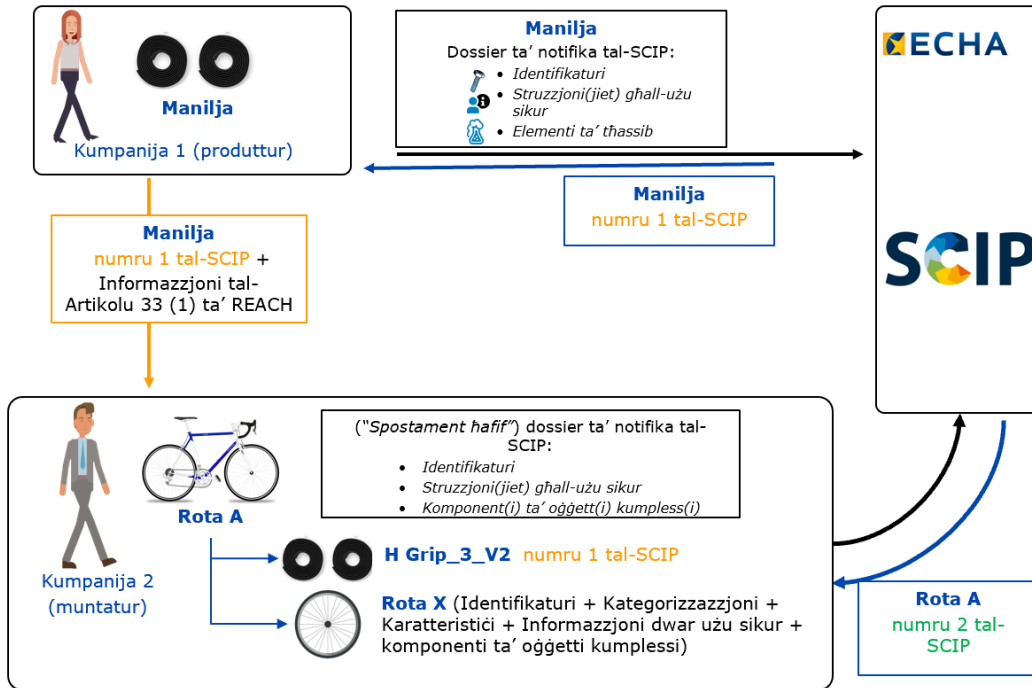 Manilja
Kumpanija 1 (produttur)
Manilja
Dossier ta’ notifika tal-SCIP:
• Identifikaturi
• Struzzjoni(jiet) għall-użu
sikur
• Elementi ta’ tħassib
ECHA
SCIP
Manilja
numru 1 tal-SCIP
Manilja
numru 1 tal-SCIP +
Informazzjoni tal-
Artikolu 33 (1) ta’ REACH
Rota A
Kumpanija 2
(muntatur)
(“Spostament ħafif”) dossier ta’ notifika tal-
SCIP:
• Identifikaturi
• Struzzjoni(jiet) għall-użu sikur
• Komponent(i) ta’ oġġett(i) kumpless(i)
H Grip_3_V2 numru 1 tal-SCIP
Rota X (Identifikaturi + Kategorizzazzjoni +
Karatteristiċi + Informazzjoni dwar użu sikur +
komponenti ta’ oġġetti kumplessi)
Rota A
numru 2 tal-
SCIP